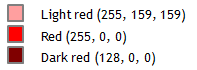 Light red (255, 159, 159)
Red (255, 0, 0)
Dark red (128, 0, 0)